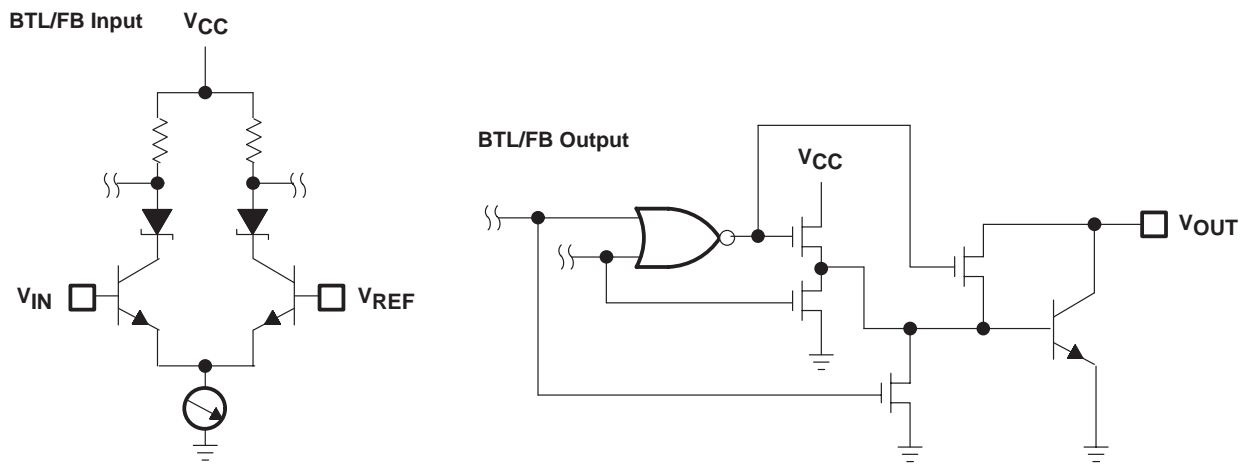 BTL/FB Input
VCC
VIN
VREF
BTL/FB Output
VCC
VOUT